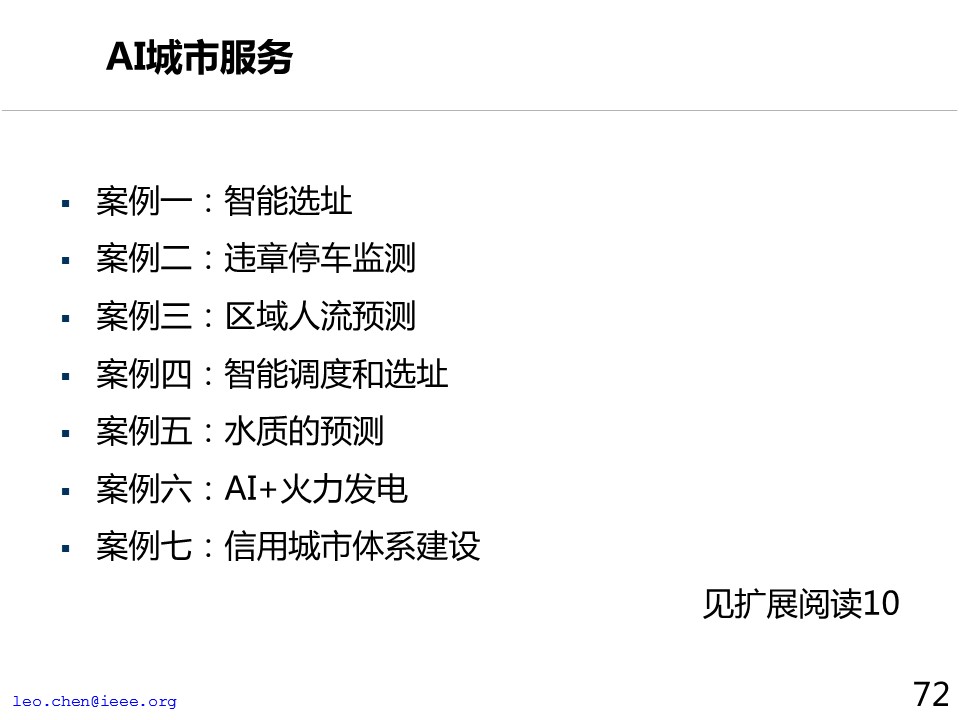 AI城市服务
▪ 案例一：智能选址
▪ 案例二：违章停车监测
▪ 案例三：区域人流预测
▪ 案例四：智能调度和选址
▪ 案例五：水质的预测
▪ 案例六：AI+火力发电
▪ 案例七：信用城市体系建设
见扩展阅读10
leo.chen@ieee.org
72